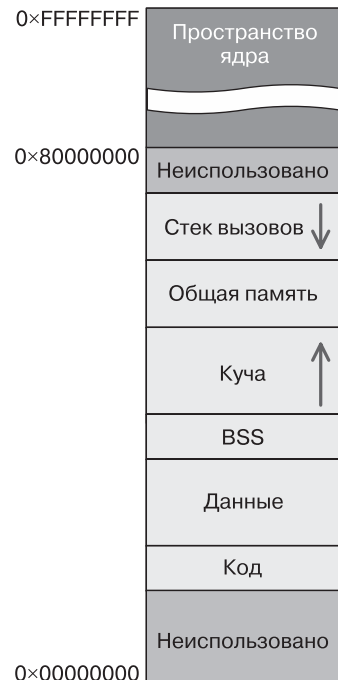 0×FFFFFFFF
Пространство
ядра
0×80000000
Неиспользовано
Стек вызовов
Общая память
Куча
BSS
Данные
Код
Неиспользовано
0×00000000